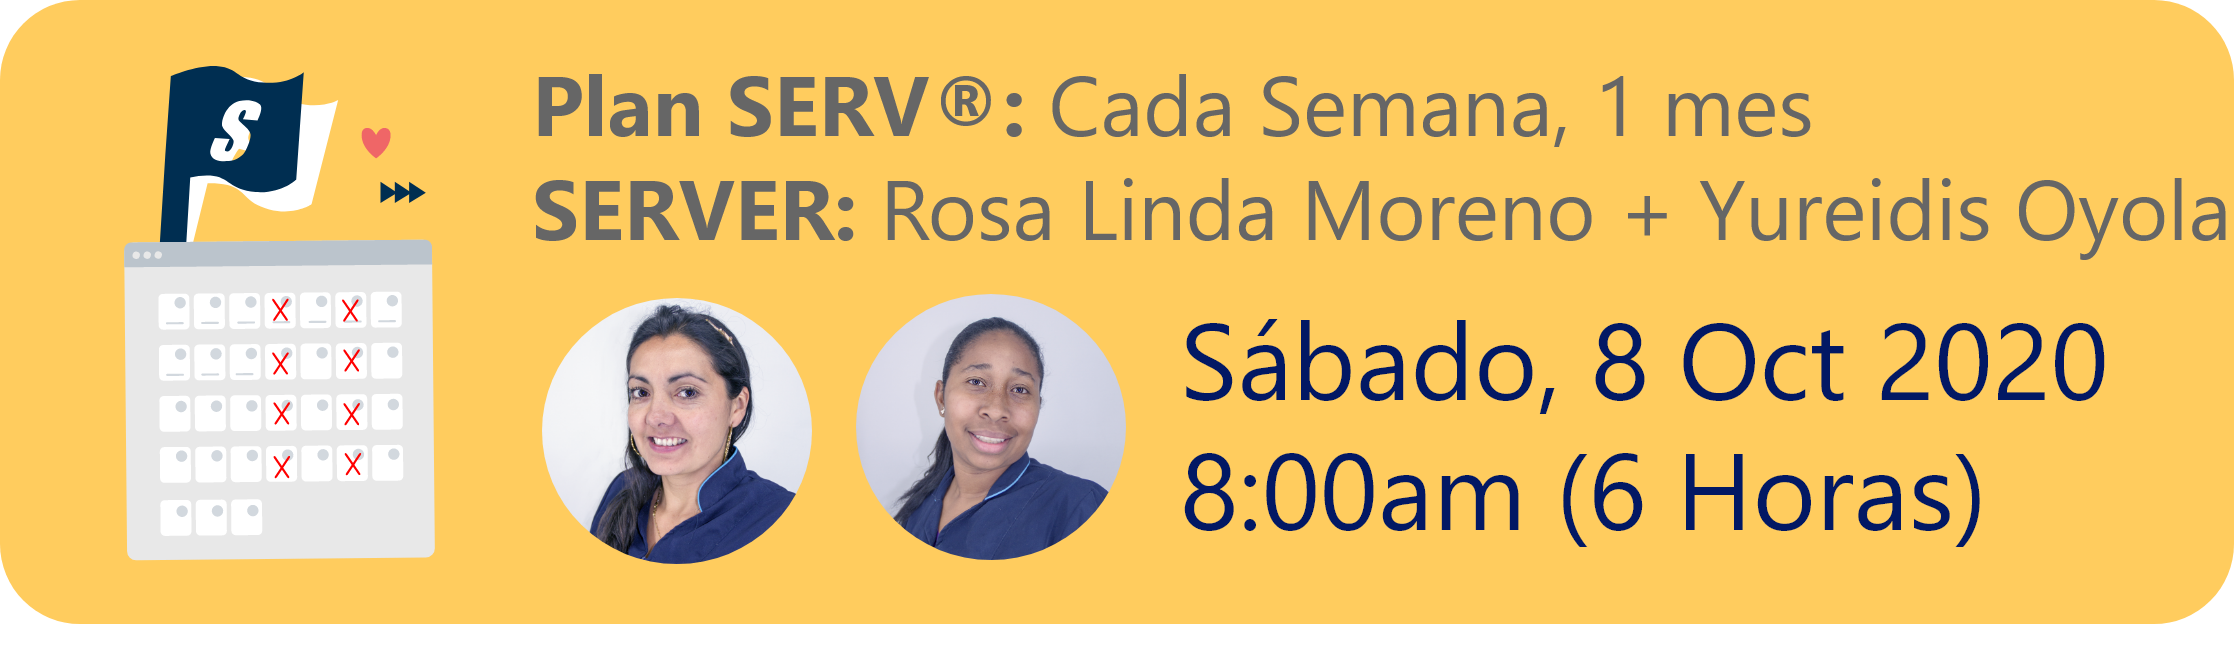 S
Plan SERV®: Cada Semana, 1 mes
SERVER: Rosa Linda Moreno + Yureidis Oyola
Sábado, 8 Oct 2020
8:00am (6 Horas)